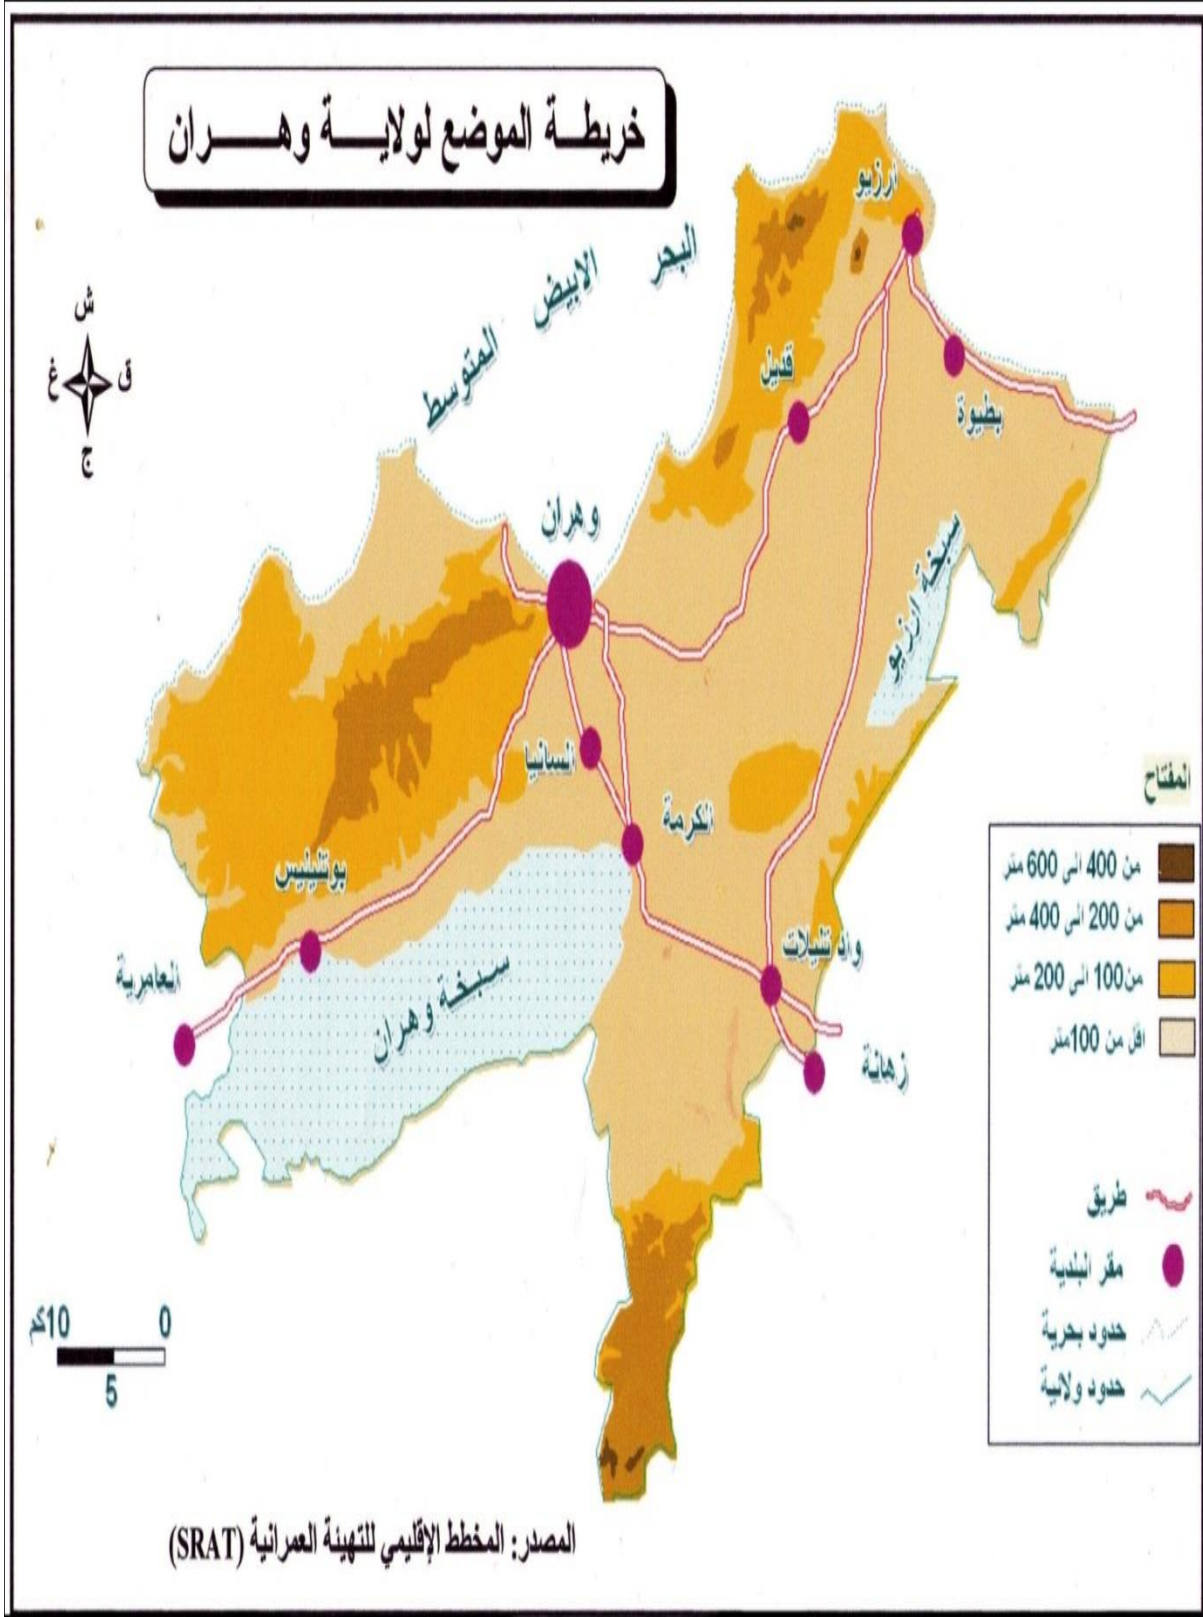 خريطة الموضع لولاية وهران
البحر الابيض المتوسط
ش
ق
غ
ج
ارزيو
قديل
بطيوة
وهران
سبخة ارزيو
السانيا
الكرمة
بوتليليس
واد تليلات
العامرية
سبخة وهران
زهانة
المفتاح
من 400 الى 600 متر
من 200 الى 400 متر
من100 الى 200 متر
اقل من 100متر
طريق
مقر البلدية
حدود بحرية
حدود ولائية
0
5
10كم
المصدر: المخطط الإقليمي للتهيئة العمرانية (SRAT)